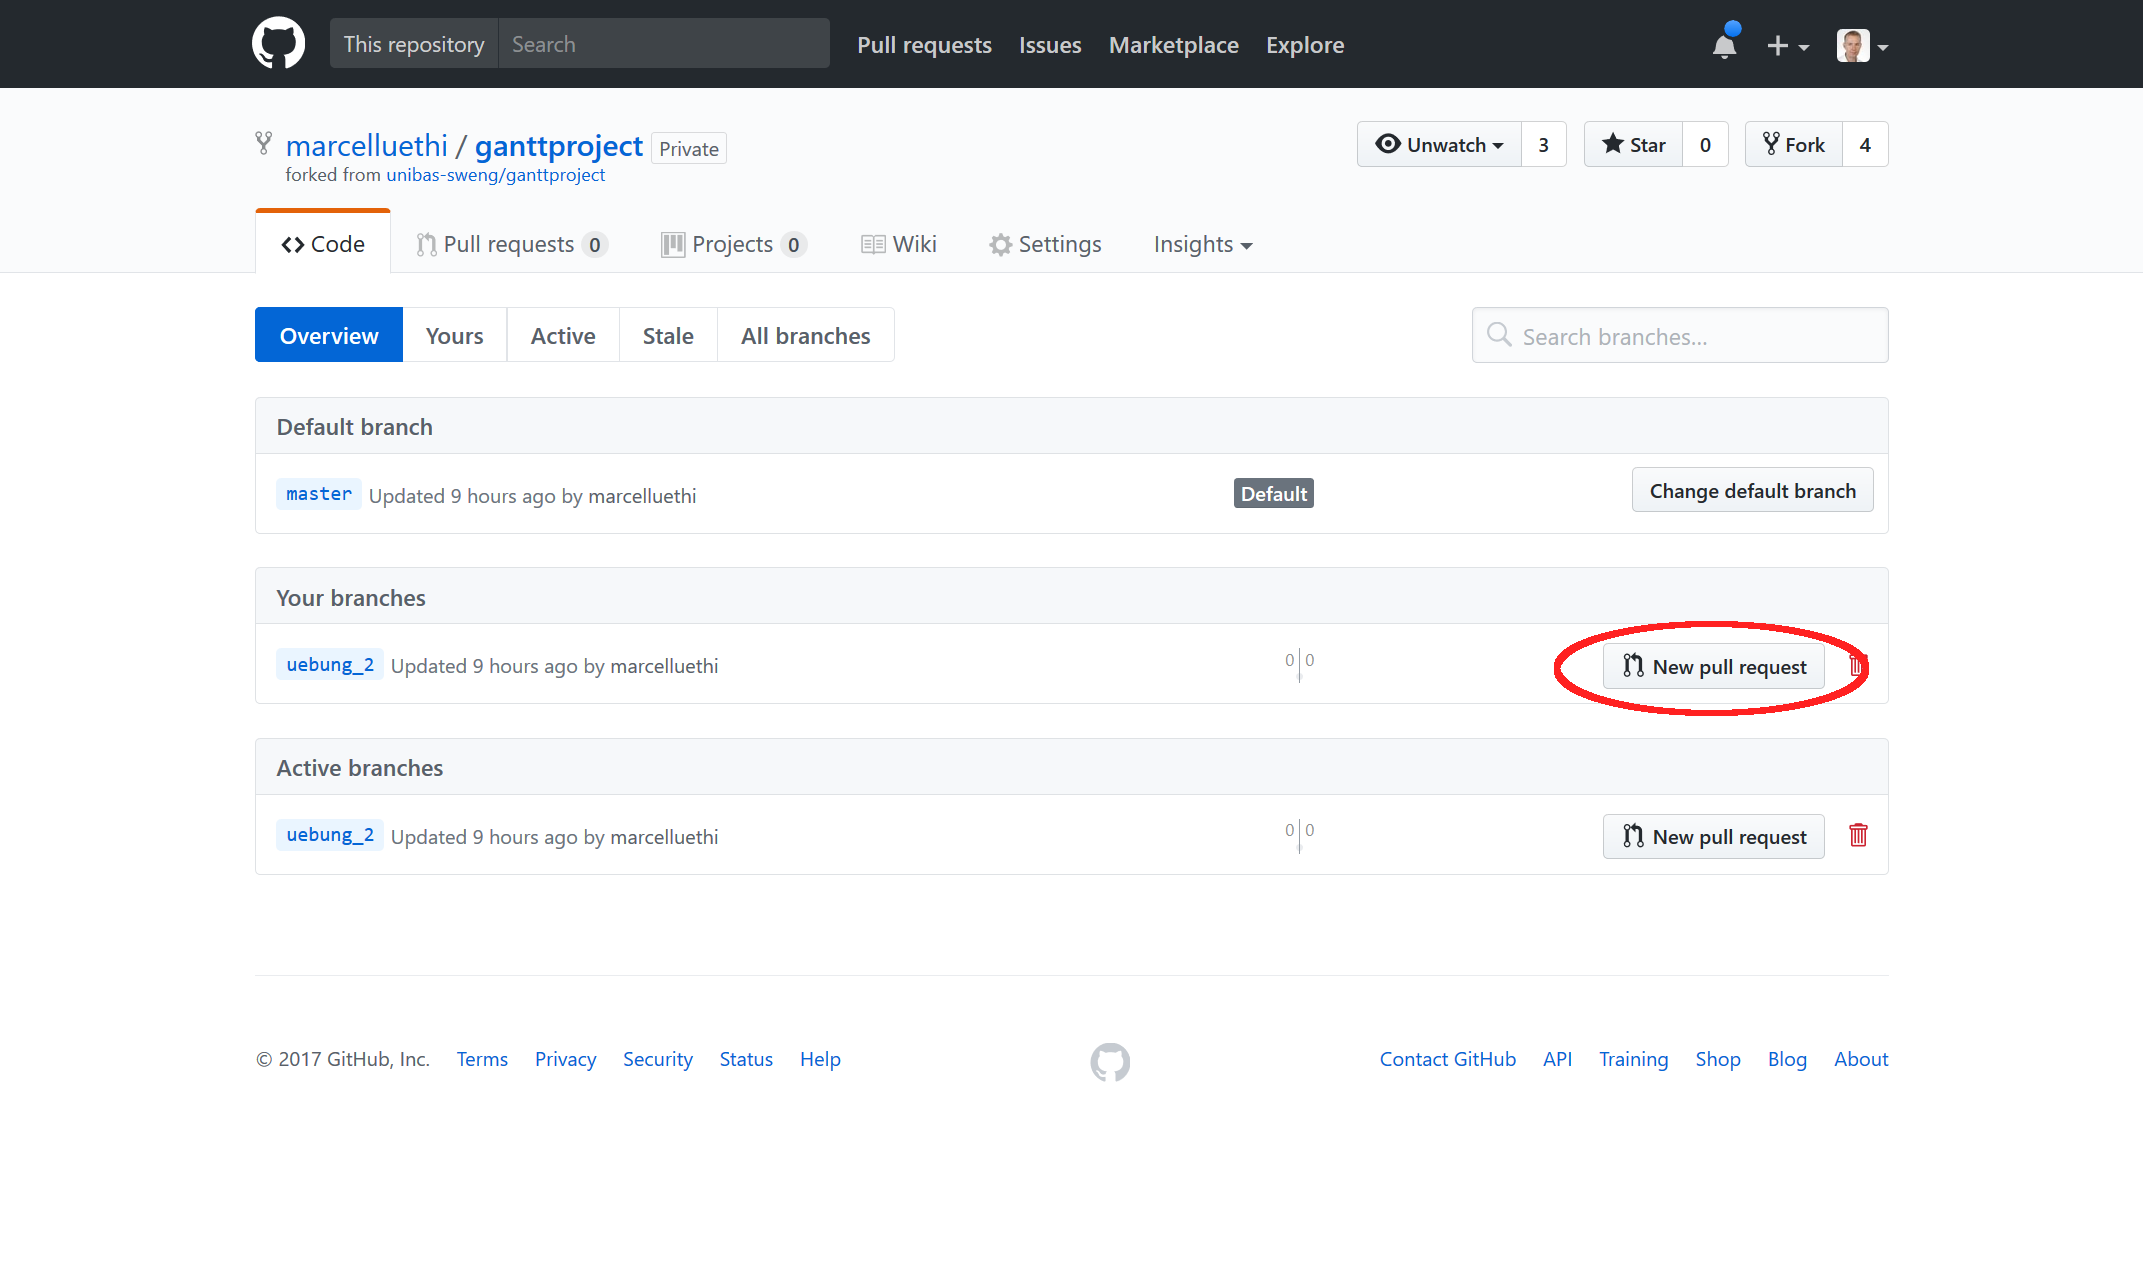 This repository Search Pull requests Issues Marketplace Explore
marcelluethi / ganttproject Private
forked from unibas-sweng/ganttproject
Unwatch 3 Star 0 Fork 4
Code Pull requests 0 Projects 0 Wiki Settings Insights
Overview Yours Active Stale All branches Search branches...
Default branch
master Updated 9 hours ago by marcelluethi Default Change default branch
Your branches
uebung_2 Updated 9 hours ago by marcelluethi 0 0 New pull request
Active branches
uebung_2 Updated 9 hours ago by marcelluethi 0 0 New pull request
© 2017 GitHub, Inc. Terms Privacy Security Status Help Contact GitHub API Training Shop Blog About